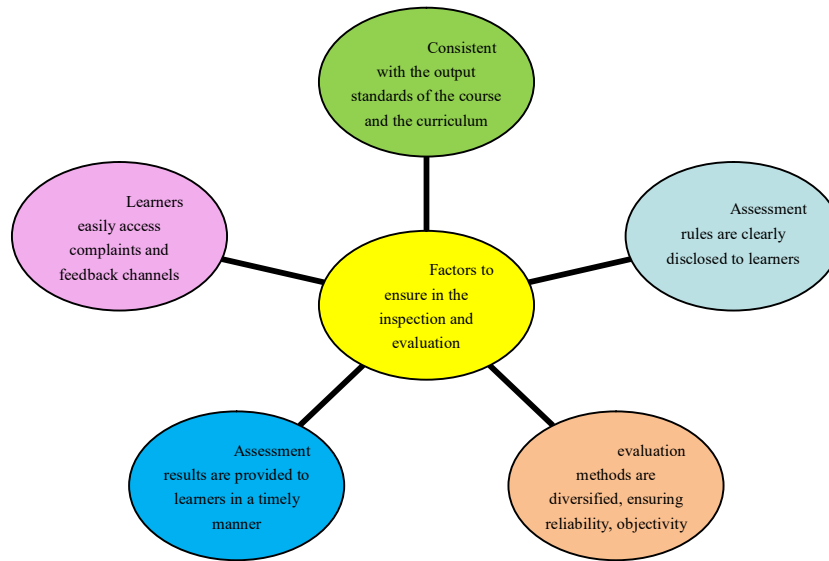 Consistent
with the output
standards of the course
and the curriculum
Learners
easily access
complaints and
feedback channels
Assessment
rules are clearly
disclosed to learners
Factors to
ensure in the
inspection and
evaluation
Assessment
results are provided to
learners in a timely
manner
evaluation
methods are
diversified, ensuring
reliability, objectivity